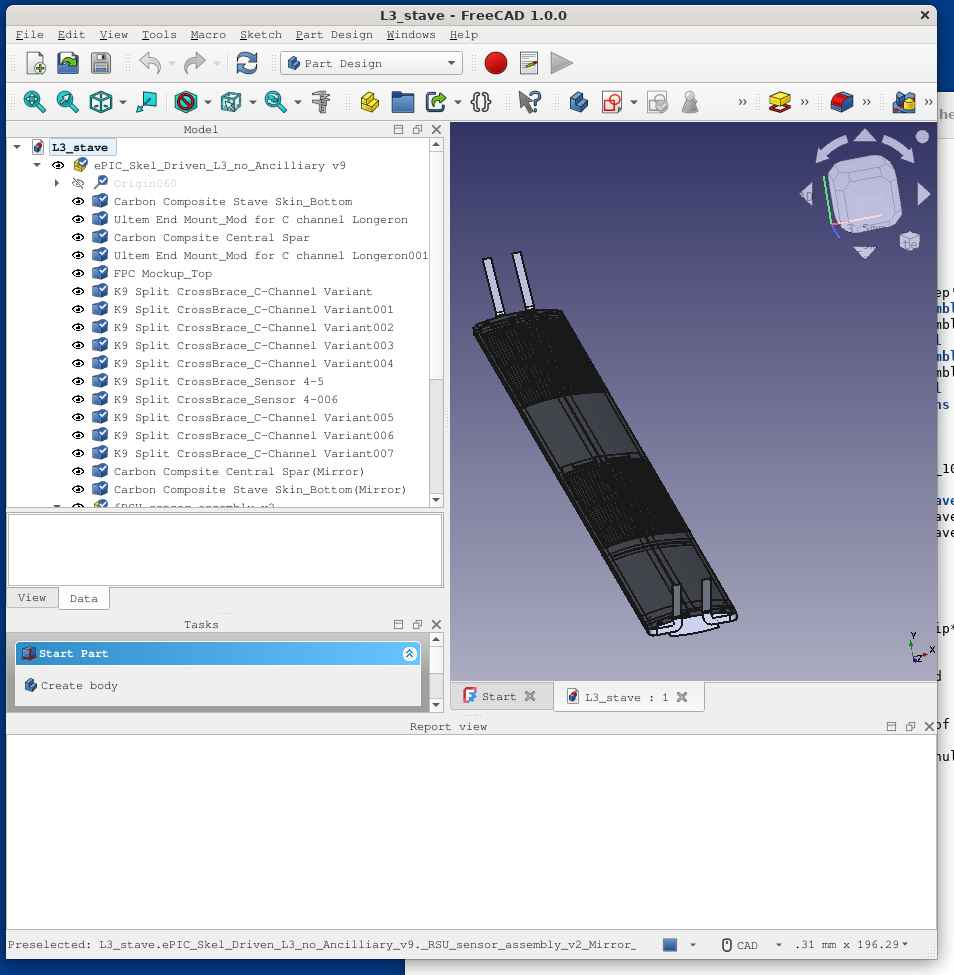 L3_stave - FreeCAD 1.0.0
File Edit View Tools Macro Sketch Part Design Windows Help
Part Design
Model
L3_stave
ePIC_Skel_Driven_L3_no_Ancilliary v9
Origin060
Carbon Composite Stave Skin_Bottom
Ultem End Mount_Mod for C channel Longeron
Carbon Compsite Central Spar
Ultem End Mount_Mod for C channel Longeron001
FPC Mockup_Top
K9 Split CrossBrace_C-Channel Variant
K9 Split CrossBrace_C-Channel Variant001
K9 Split CrossBrace_C-Channel Variant002
K9 Split CrossBrace_C-Channel Variant003
K9 Split CrossBrace_C-Channel Variant004
K9 Split CrossBrace_Sensor 4-5
K9 Split CrossBrace_Sensor 4-006
K9 Split CrossBrace_C-Channel Variant005
K9 Split CrossBrace_C-Channel Variant006
K9 Split CrossBrace_C-Channel Variant007
Carbon Compsite Central Spar(Mirror)
Carbon Composite Stave Skin_Bottom(Mirror)
View Data
Tasks
Start Part
Create body
Y
X
Z
Start
L3_stave : 1
Report view
Preselected: L3_stave.ePIC_Skel_Driven_L3_no_Ancilliary_v9._RSU_sensor_assembly_v2_Mirror_
CAD
.31 mm x 196.29